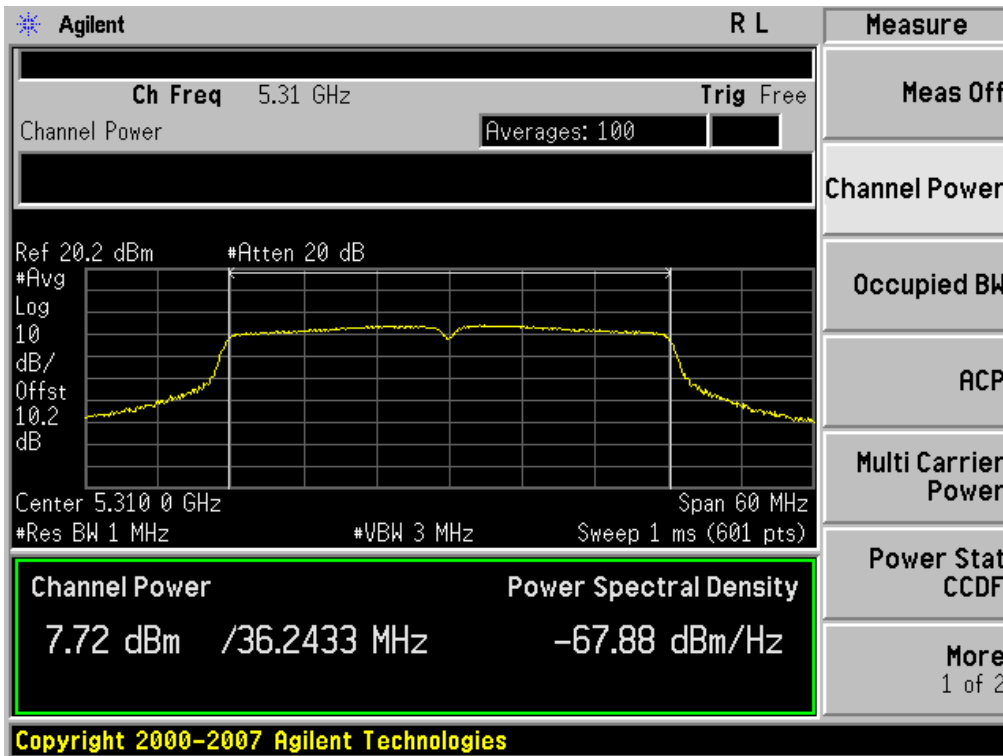 Agilent R L
Measure
Ch Freq 5.31 GHz Trig Free
Channel Power Averages: 100
Ref 20.2 dBm #Atten 20 dB
#Avg
Log
10
dB/
Offst
10.2
dB
Center 5.310 0 GHz Span 60 MHz
#Res BW 1 MHz #VBW 3 MHz Sweep 1 ms (601 pts)
Channel Power Power Spectral Density
7.72 dBm /36.2433 MHz -67.88 dBm/Hz
Meas Off
Channel Power
Occupied BW
ACP
Multi Carrier
Power
Power Stat
CCDF
More
1 of 2
Copyright 2000-2007 Agilent Technologies